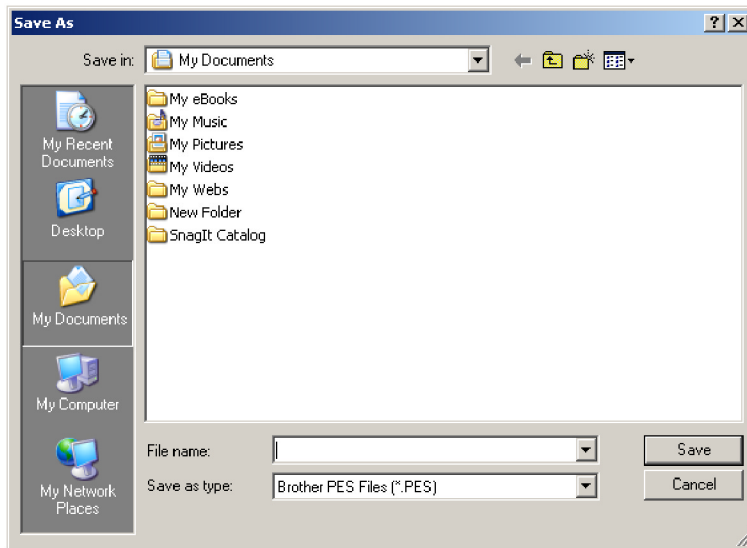 Save As
Save in: My Documents
My Recent
Documents
Desktop
My Documents
My Computer
My Network
Places
My eBooks
My Music
My Pictures
My Videos
My Webs
New Folder
SnagIt Catalog
File name: Save
Save as type: Brother PES Files (*.PES) Cancel